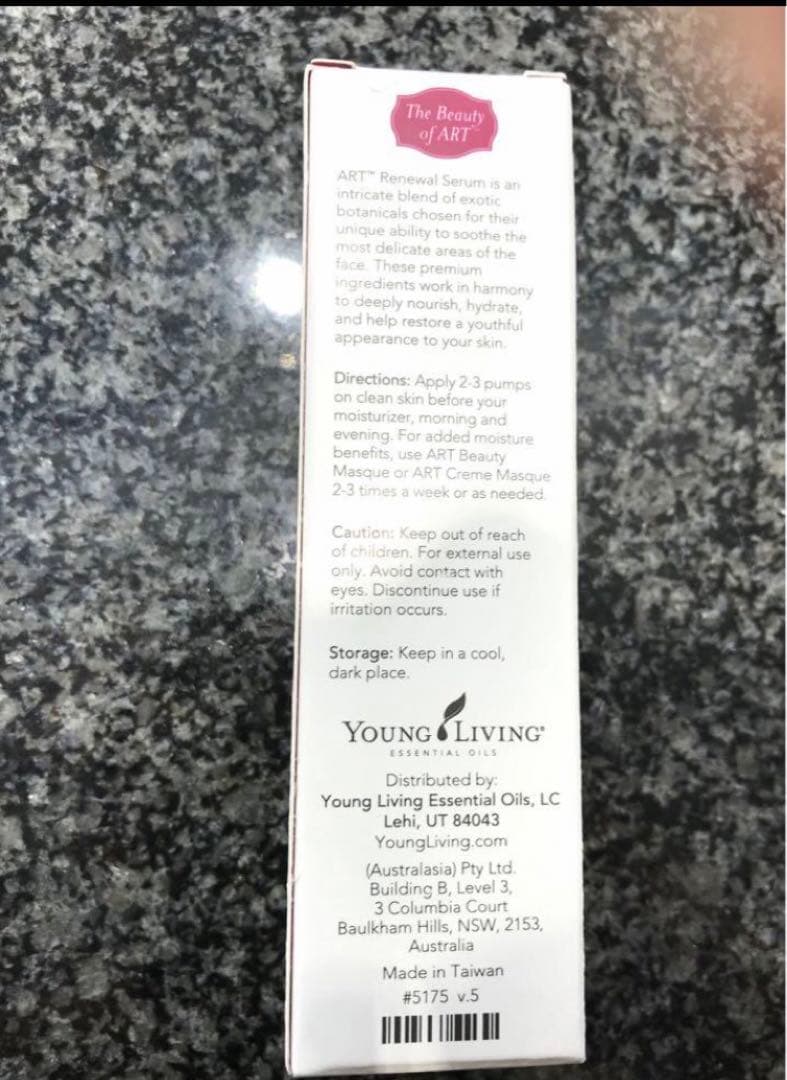 The Beauty
of ART™
ART™ Renewal Serum is an
intricate blend of exotic
botanicals chosen for their
unique ability to soothe the
most delicate areas of the
face. These premium
ingredients work in harmony
to deeply nourish, hydrate,
and help restore a youthful
appearance to your skin.
Directions: Apply 2-3 pumps
on clean skin before your
moisturizer, morning and
evening. For added moisture
benefits, use ART Beauty
Masque or ART Creme Masque
2-3 times a week or as needed.
Caution: Keep out of reach
of children. For external use
only. Avoid contact with
eyes. Discontinue use if
irritation occurs.
Storage: Keep in a cool,
dark place.
YOUNG LIVING®
ESSENTIAL OILS
Distributed by:
Young Living Essential Oils, LC
Lehi, UT 84043
YoungLiving.com
(Australasia) Pty Ltd.
Building B, Level 3,
3 Columbia Court
Baulkham Hills, NSW, 2153,
Australia
Made in Taiwan
#5175 v.5